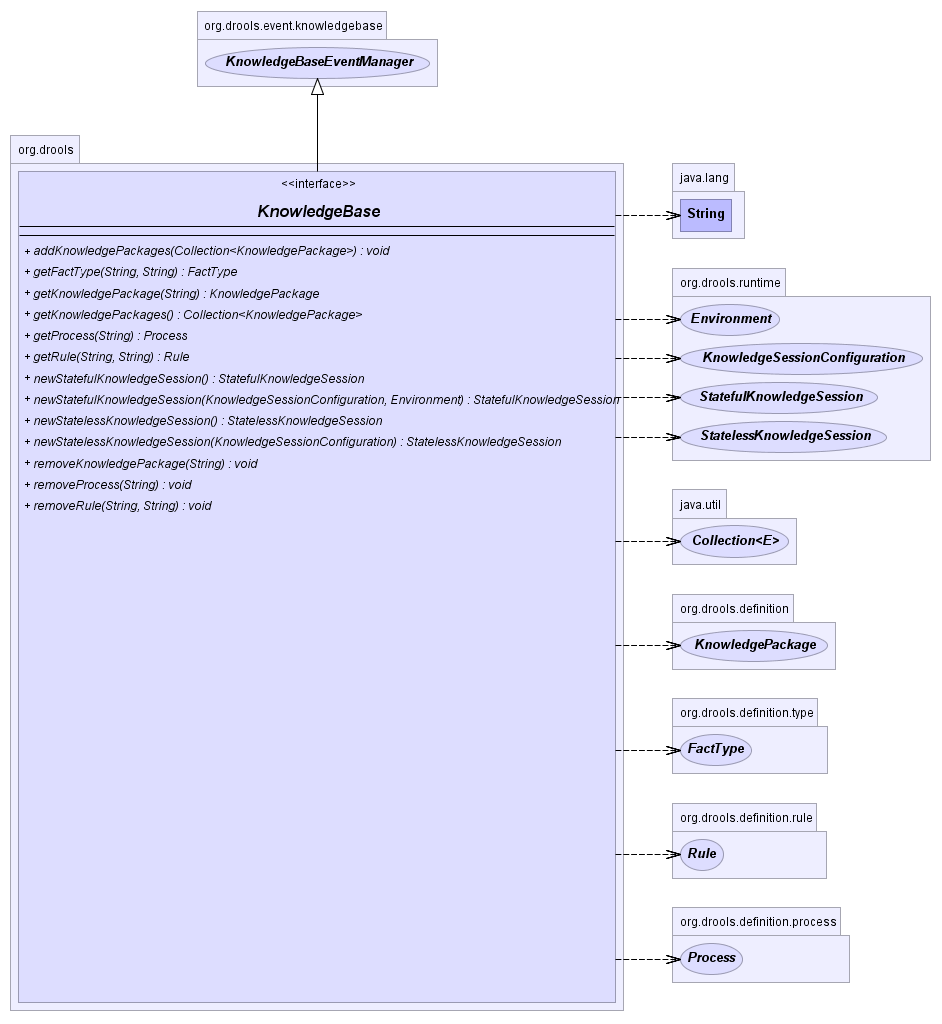 org.drools.event.knowledgebase
KnowledgeBaseEventManager
org.drools
<<interface>>
KnowledgeBase
+ addKnowledgePackages(Collection<KnowledgePackage>) : void
+ getFactType(String, String) : FactType
+ getKnowledgePackage(String) : KnowledgePackage
+ getKnowledgePackages() : Collection<KnowledgePackage>
+ getProcess(String) : Process
+ getRule(String, String) : Rule
+ newStatefulKnowledgeSession() : StatefulKnowledgeSession
+ newStatefulKnowledgeSession(KnowledgeSessionConfiguration, Environment) : StatefulKnowledgeSession
+ newStatelessKnowledgeSession() : StatelessKnowledgeSession
+ newStatelessKnowledgeSession(KnowledgeSessionConfiguration) : StatelessKnowledgeSession
+ removeKnowledgePackage(String) : void
+ removeProcess(String) : void
+ removeRule(String, String) : void
java.lang
String
org.drools.runtime
Environment
KnowledgeSessionConfiguration
StatefulKnowledgeSession
StatelessKnowledgeSession
java.util
Collection<E>
org.drools.definition
KnowledgePackage
org.drools.definition.type
FactType
org.drools.definition.rule
Rule
org.drools.definition.process
Process